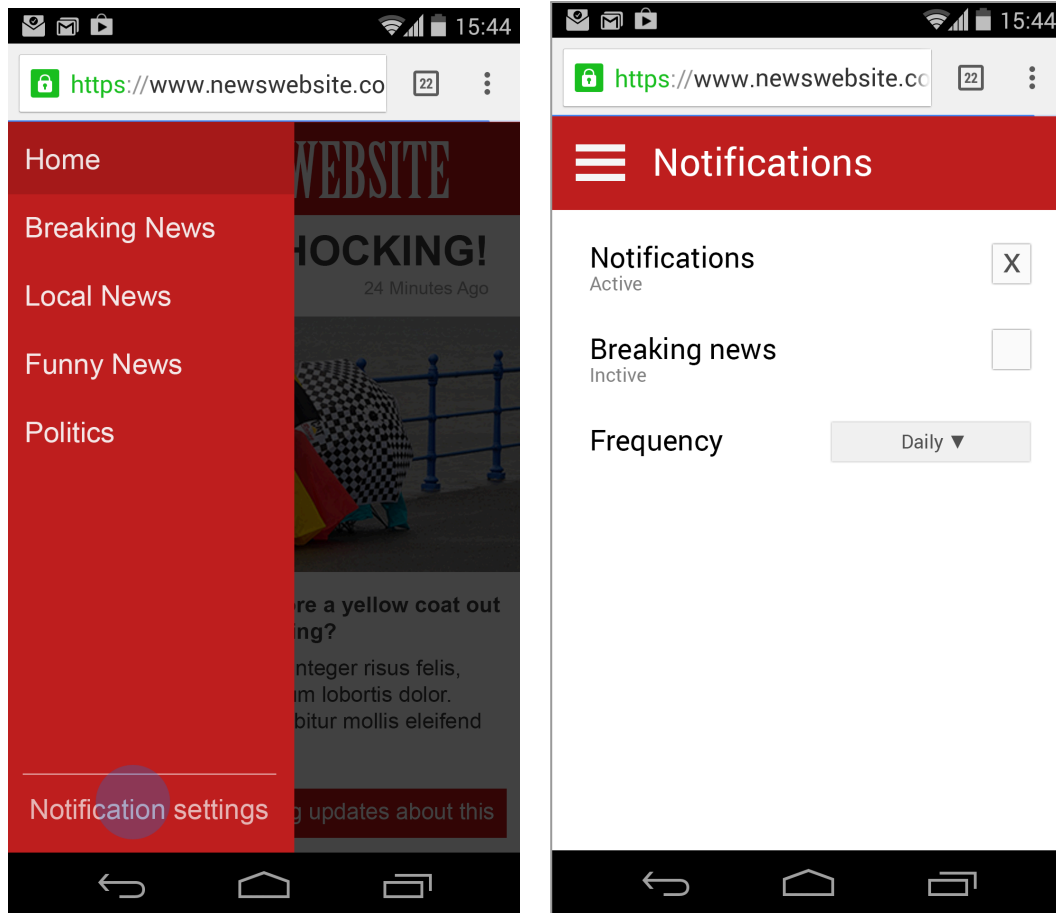 15:44
22
https://www.newswebsite.co
Home
Breaking News
Local News
Funny News
Politics
Notification settings
WEBSITE
HOCKING!
24 Minutes Ago
re a yellow coat out
ing?
nteger risus felis,
m lobortis dolor.
bitur mollis eleifend
g updates about this
15:44
https://www.newswebsite.co
22
Notifications
Notifications
X
Active
Breaking news
Inctive
Frequency
Daily ▼